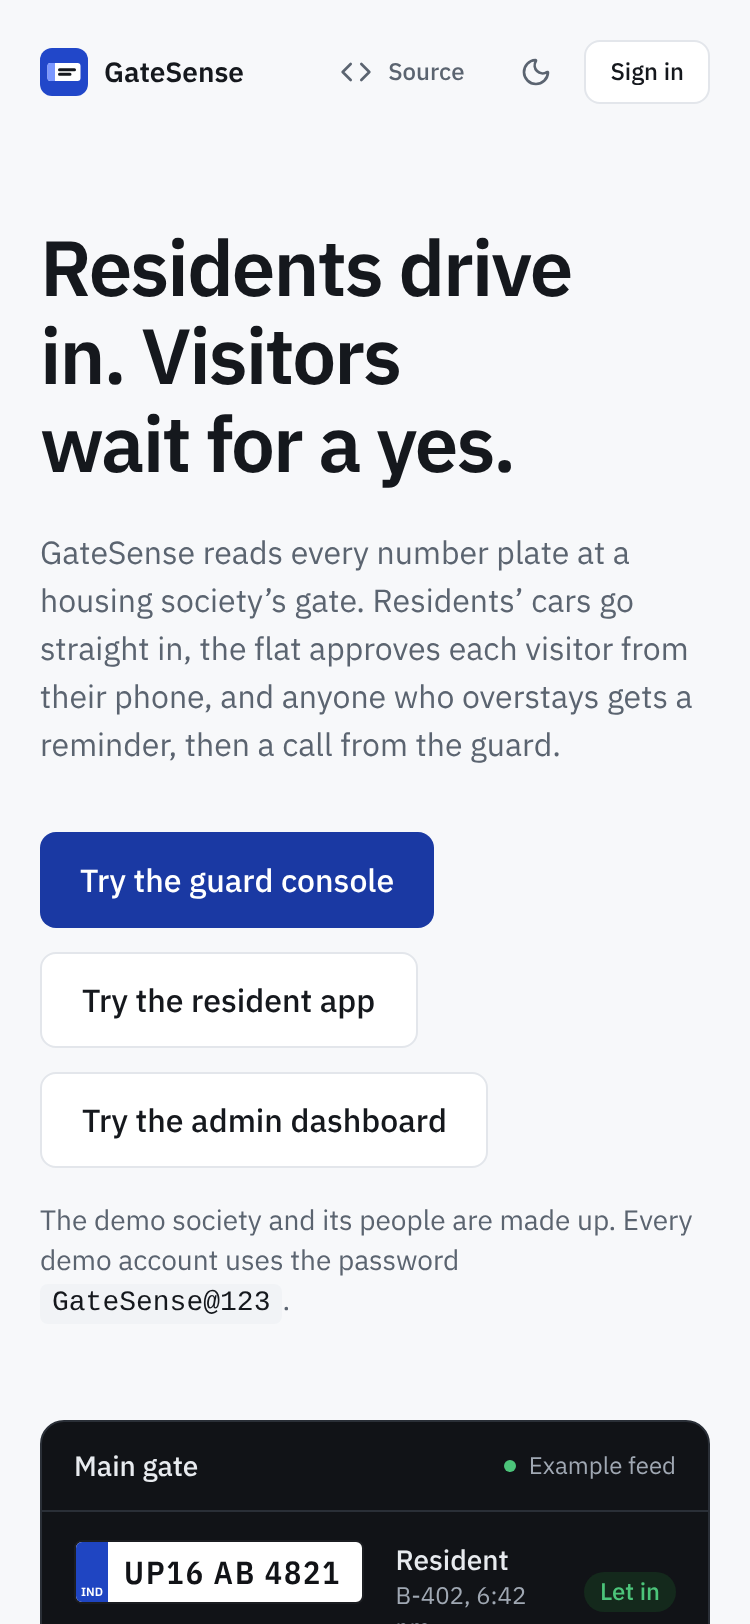 GateSense
Source
Sign in
Residents drive
in. Visitors
wait for a yes.
GateSense reads every number plate at a
housing society’s gate. Residents’ cars go
straight in, the flat approves each visitor from
their phone, and anyone who overstays gets a
reminder, then a call from the guard.
Try the guard console
Try the resident app
Try the admin dashboard
The demo society and its people are made up. Every
demo account uses the password
GateSense@123 .
Main gate
Example feed
IND
UP16 AB 4821
Resident
B-402, 6:42
Let in